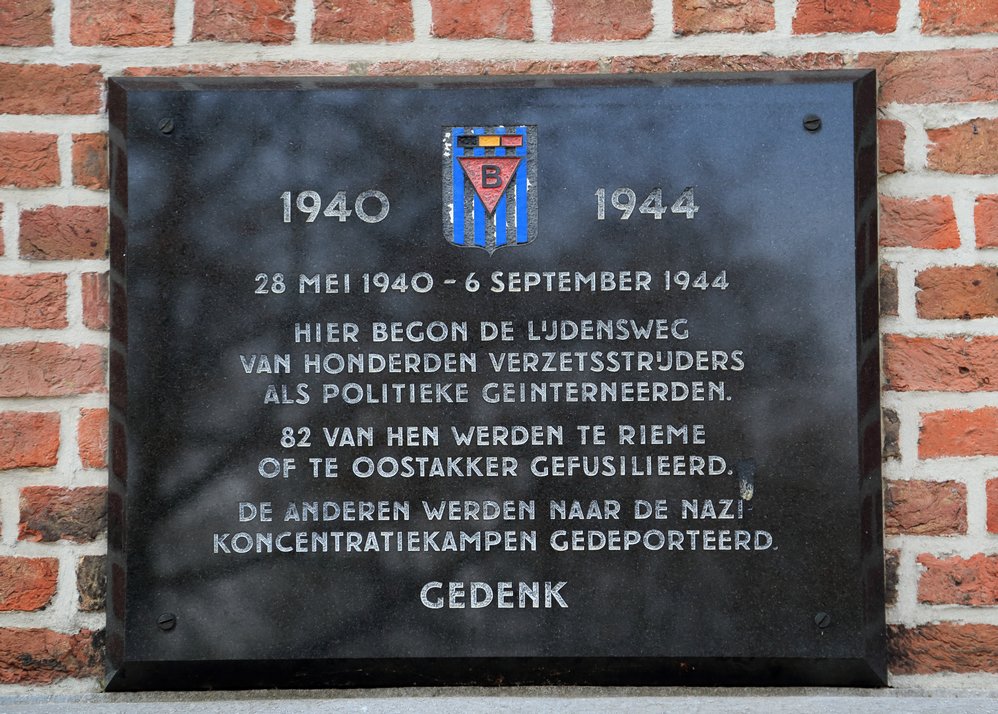 B
1940 1944
28 MEI 1940 - 6 SEPTEMBER 1944
HIER BEGON DE LIJDENSWEG
VAN HONDERDEN VERZETSSTRIJDERS
ALS POLITIEKE GEINTERNEERDEN.
82 VAN HEN WERDEN TE RIEME
OF TE OOSTAKKER GEFUSILIEERD.
DE ANDEREN WERDEN NAAR DE NAZI-
KONCENTRATIEKAMPEN GEDEPORTEERD.
GEDENK